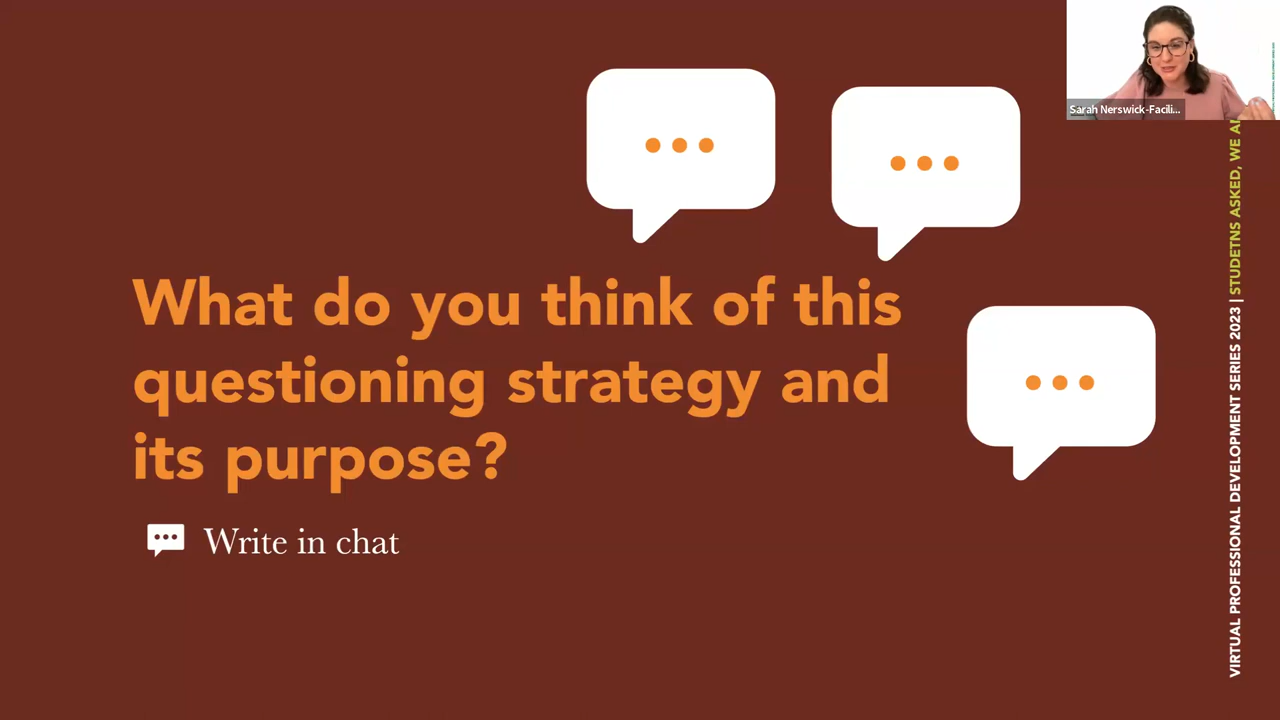 What do you think of this
questioning strategy and
its purpose?
Write in chat
Sarah Nerswick-Facili...
VIRTUAL PROFESSIONAL DEVELOPMENT SERIES 2023 | STUDETNS ASKED, WE A